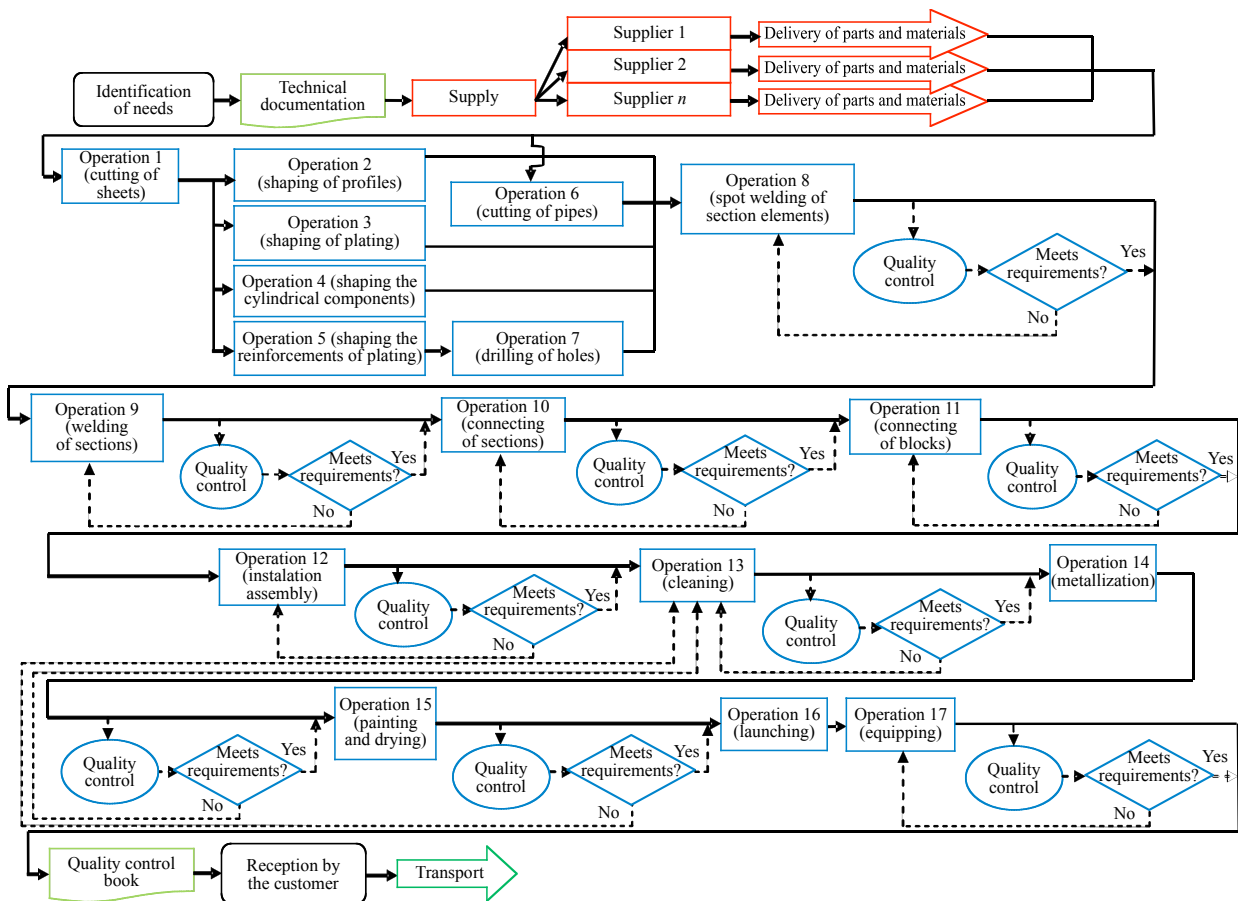 Identification
of needs
Technical
documentation
Supply
Supplier 1
Supplier 2
Supplier n
Delivery of parts and materials
Delivery of parts and materials
Delivery of parts and materials
Operation 1
(cutting of
sheets)
Operation 2
(shaping of profiles)
Operation 3
(shaping of plating)
Operation 4 (shaping the
cylindrical components)
Operation 5 (shaping the
reinforcements of plating)
Operation 6
(cutting of pipes)
Operation 7
(drilling of holes)
Operation 8
(spot welding of
section elements)
Quality
control
Meets
requirements?
Yes
No
Operation 9
(welding
of sections)
Quality
control
Meets
requirements?
Yes
No
Operation 10
(connecting
of sections)
Quality
control
Meets
requirements?
Yes
No
Operation 11
(connecting
of blocks)
Quality
control
Meets
requirements?
Yes
No
Operation 12
(instalation
assembly)
Quality
control
Meets
requirements?
Yes
No
Operation 13
(cleaning)
Quality
control
Meets
requirements?
Yes
No
Operation 14
(metallization)
Quality
control
Meets
requirements?
Yes
No
Operation 15
(painting
and drying)
Quality
control
Meets
requirements?
Yes
No
Operation 16
(launching)
Operation 17
(equipping)
Quality
control
Meets
requirements?
Yes
No
Quality control
book
Reception by
the customer
Transport